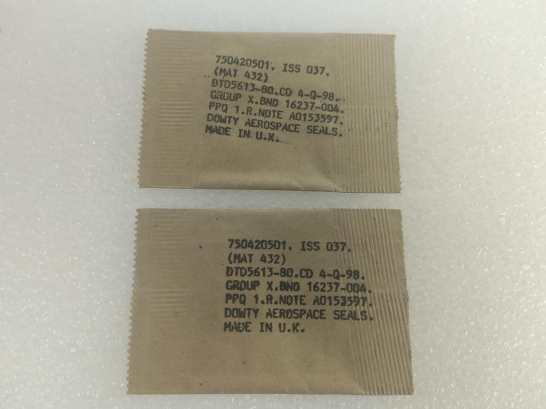 750420501. ISS 037.
(MAT 432)
DTD5613-80.CD 4-Q-98.
GROUP X.BNO 16237-004.
PPQ 1.R.NOTE A0153597.
DOWTY AEROSPACE SEALS.
MADE IN U.K.
750420501. ISS 037.
(MAT 432)
DTD5613-80.CD 4-Q-98.
GROUP X.BNO 16237-004.
PPQ 1.R.NOTE A0153597.
DOWTY AEROSPACE SEALS.
MADE IN U.K.